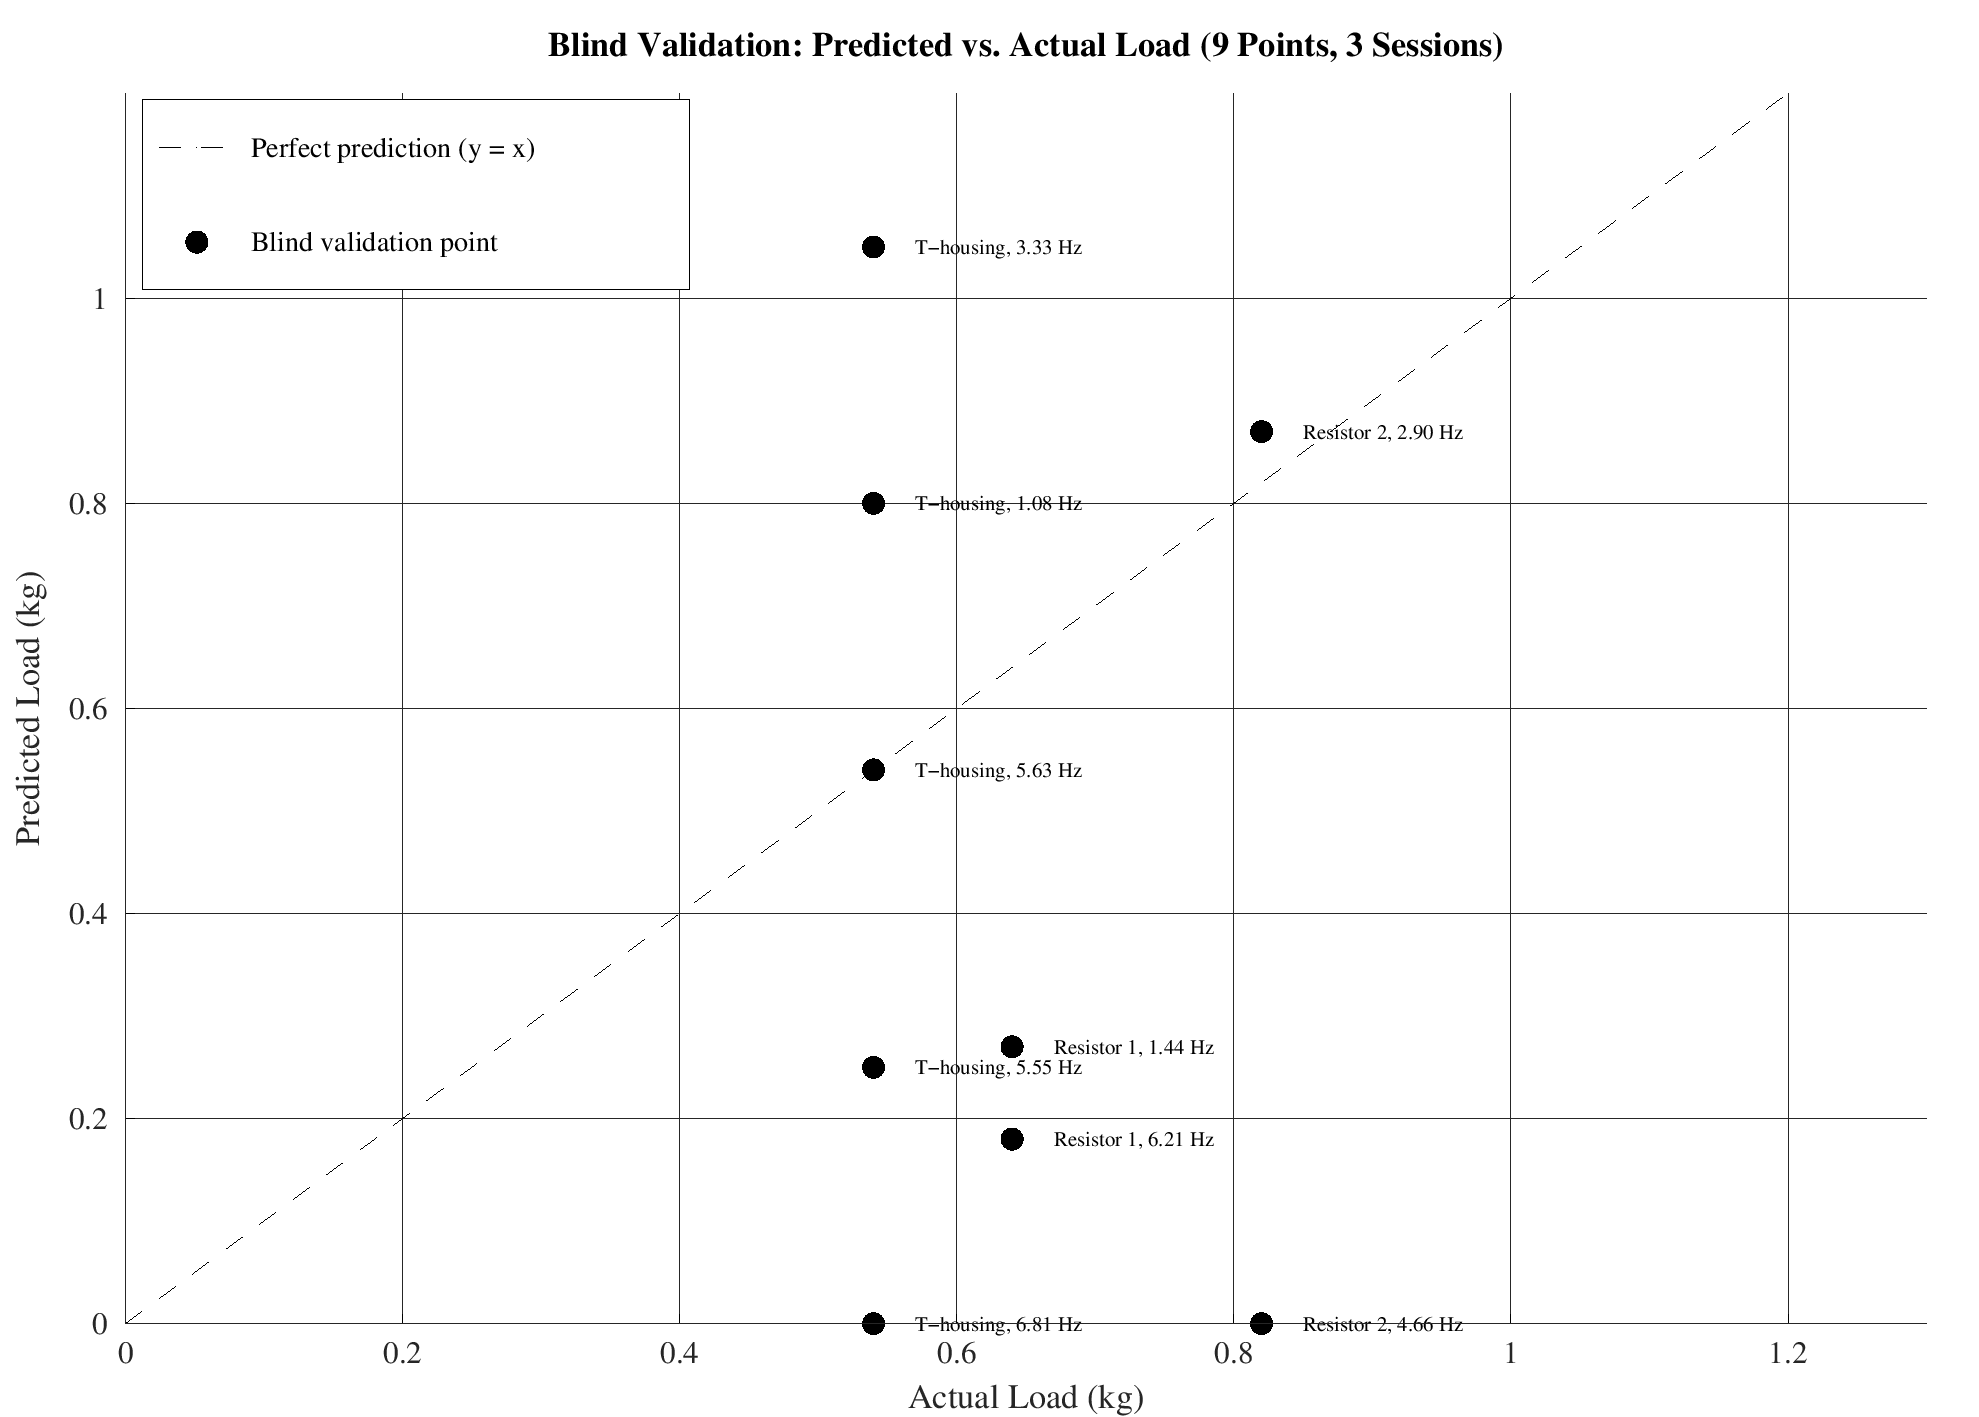 Blind Validation: Predicted vs. Actual Load (9 Points, 3 Sessions)
Perfect prediction (y = x)
Blind validation point
T−housing, 3.33 Hz
1
Resistor 2, 2.90 Hz
0.8
T−housing, 1.08 Hz
Predicted Load (kg)
0.6
T−housing, 5.63 Hz
0.4
Resistor 1, 1.44 Hz
T−housing, 5.55 Hz
0.2
Resistor 1, 6.21 Hz
0
T−housing, 6.81 Hz
Resistor 2, 4.66 Hz
0 0.2 0.4 0.6 0.8 1 1.2
Actual Load (kg)